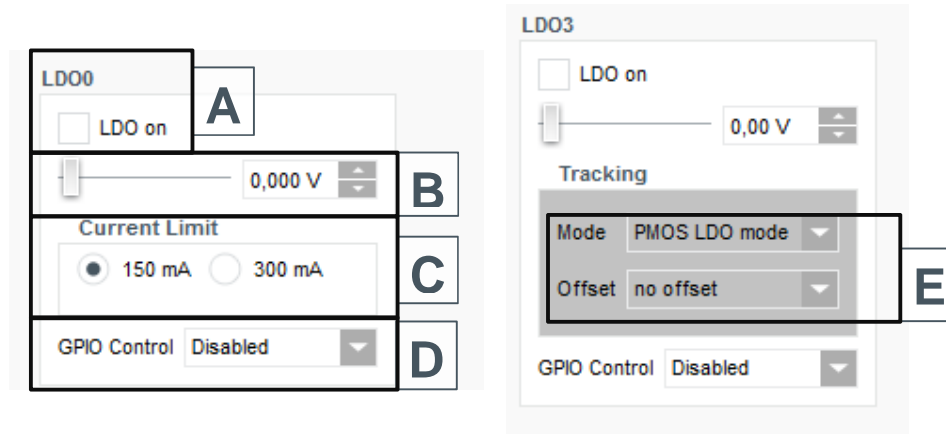 LDO0
LDO on
A
0,000 V
B
Current Limit
150 mA 300 mA
C
GPIO Control Disabled
D
LDO3
LDO on
0,00 V
Tracking
Mode PMOS LDO mode
Offset no offset
E
GPIO Control Disabled